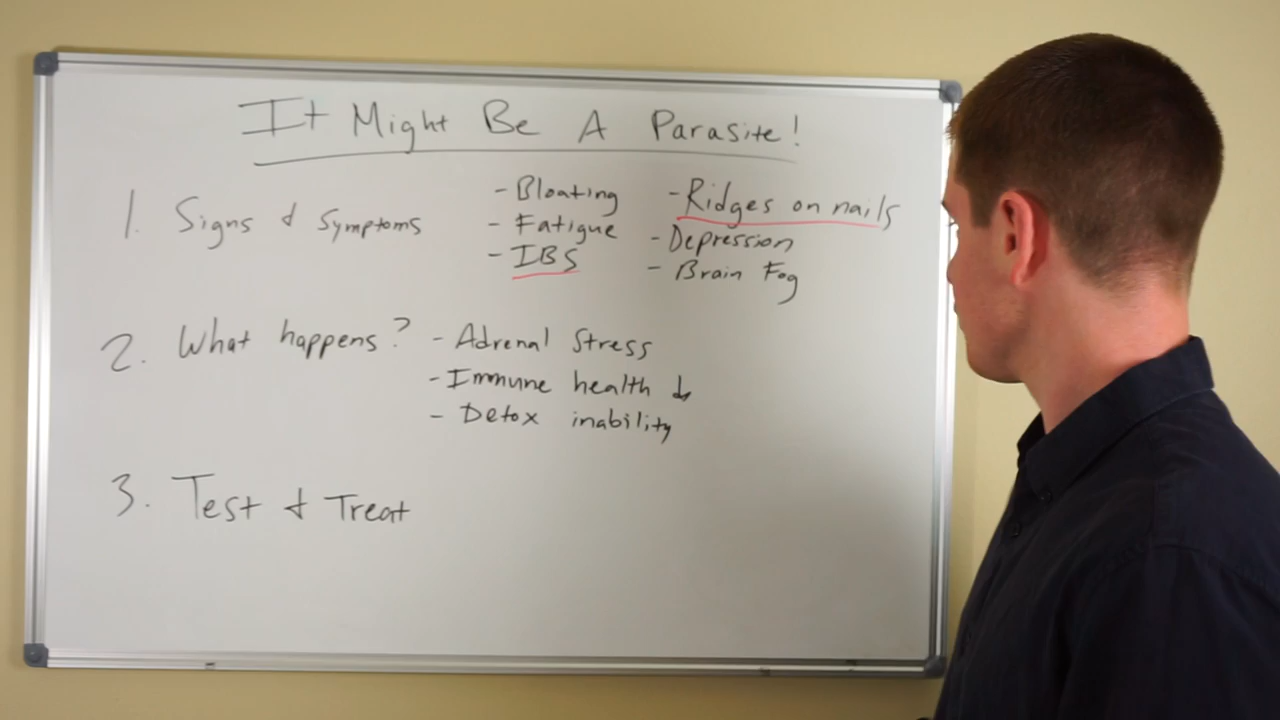 It Might Be A Parasite!
1. Signs & Symptoms
- Bloating
- Fatigue
- IBS
- Ridges on nails
- Depression
- Brain Fog
2. What happens?
- Adrenal Stress
- Immune health ↓
- Detox inability
3. Test & Treat